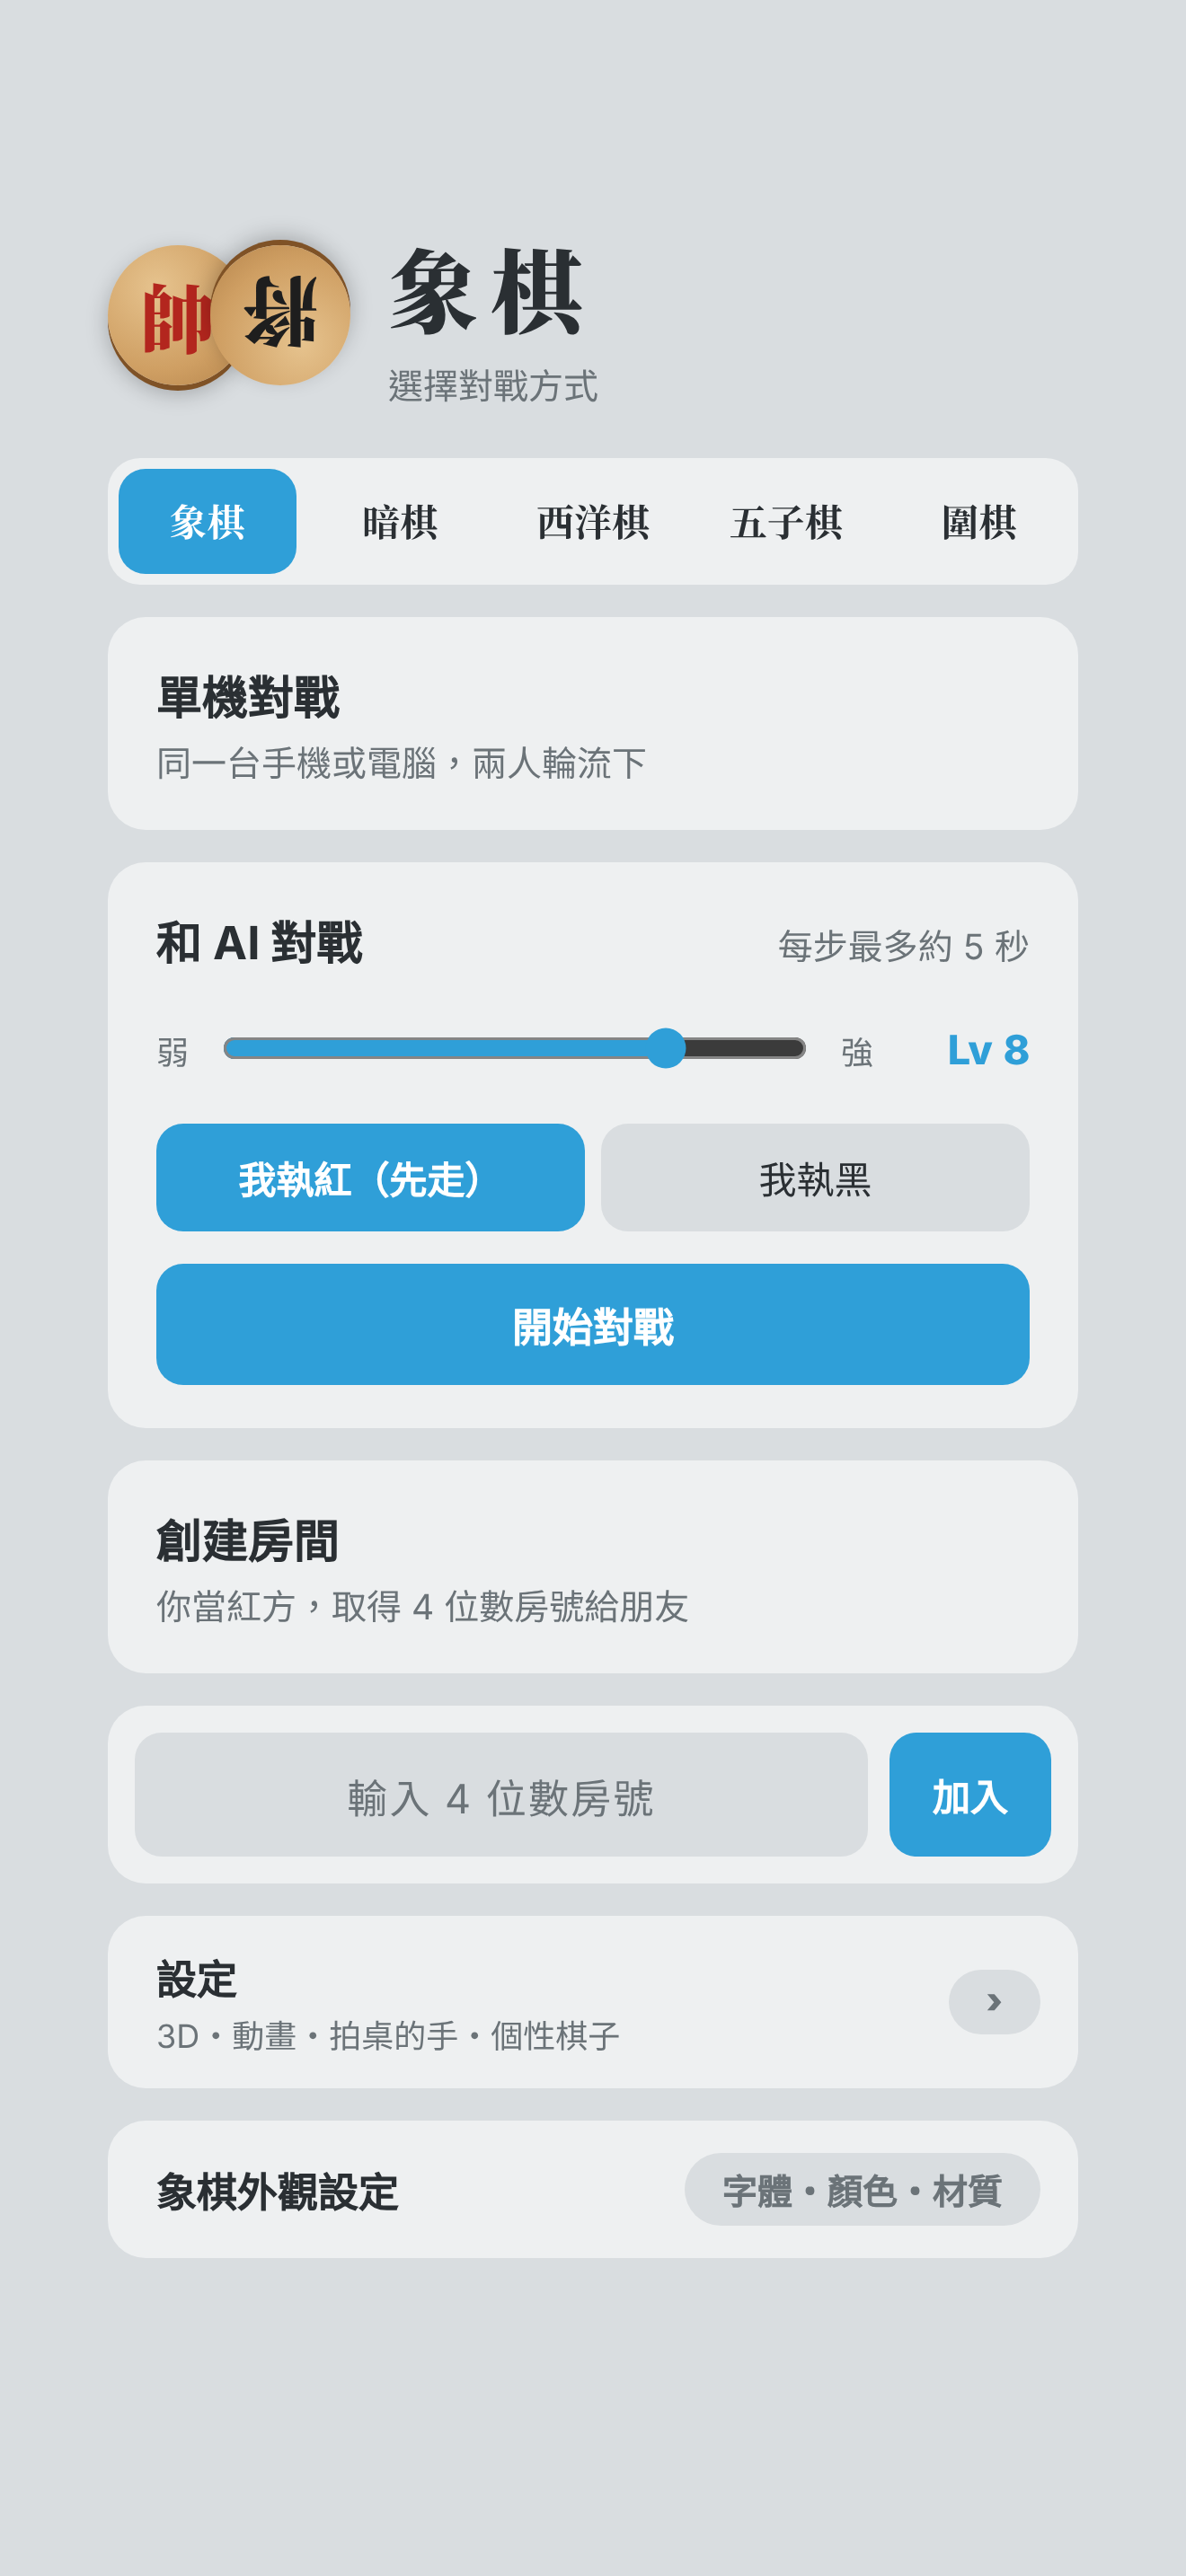 帥 將
象棋
選擇對戰方式
象棋 暗棋 西洋棋 五子棋 圍棋
單機對戰
同一台手機或電腦，兩人輪流下
和 AI 對戰 每步最多約 5 秒
弱 強 Lv 8
我執紅（先走） 我執黑
開始對戰
創建房間
你當紅方，取得 4 位數房號給朋友
輸入 4 位數房號 加入
設定
3D・動畫・拍桌的手・個性棋子 ›
象棋外觀設定 字體・顏色・材質